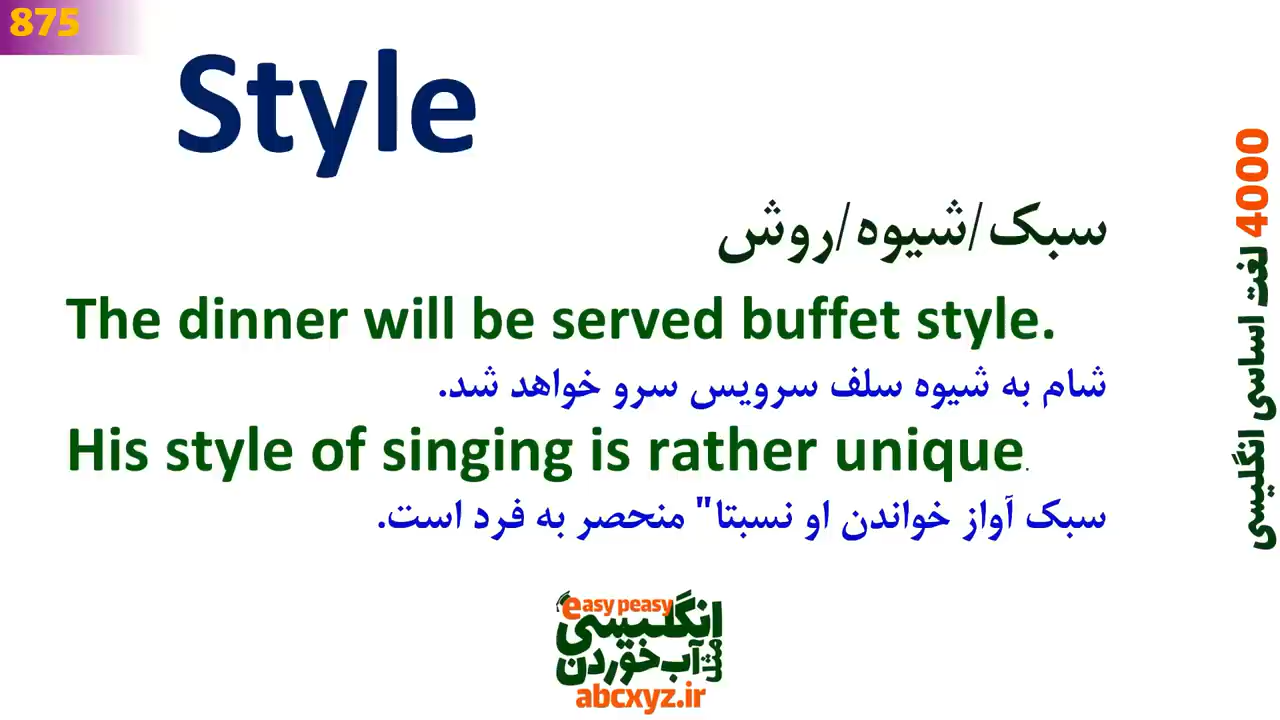 875
Style
سبک/شیوه/روش
The dinner will be served buffet style.
شام به شیوه سلف سرویس سرو خواهد شد.
His style of singing is rather unique.
سبک آواز خواندن او نسبتا" منحصر به فرد است.
4000 لغت اساسی انگلیسی
easy peasy
انگلیسی
مثل آب خوردن
abcxyz.ir